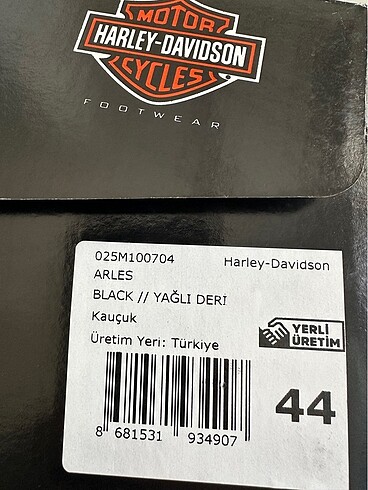 MOTOR
HARLEY-DAVIDSON
CYCLES
FOOTWEAR
025M100704 Harley-Davidson
ARLES
BLACK // YAĞLI DERİ
Kauçuk
Üretim Yeri: Türkiye
YERLİ
ÜRETİM
44
8 681531 934907